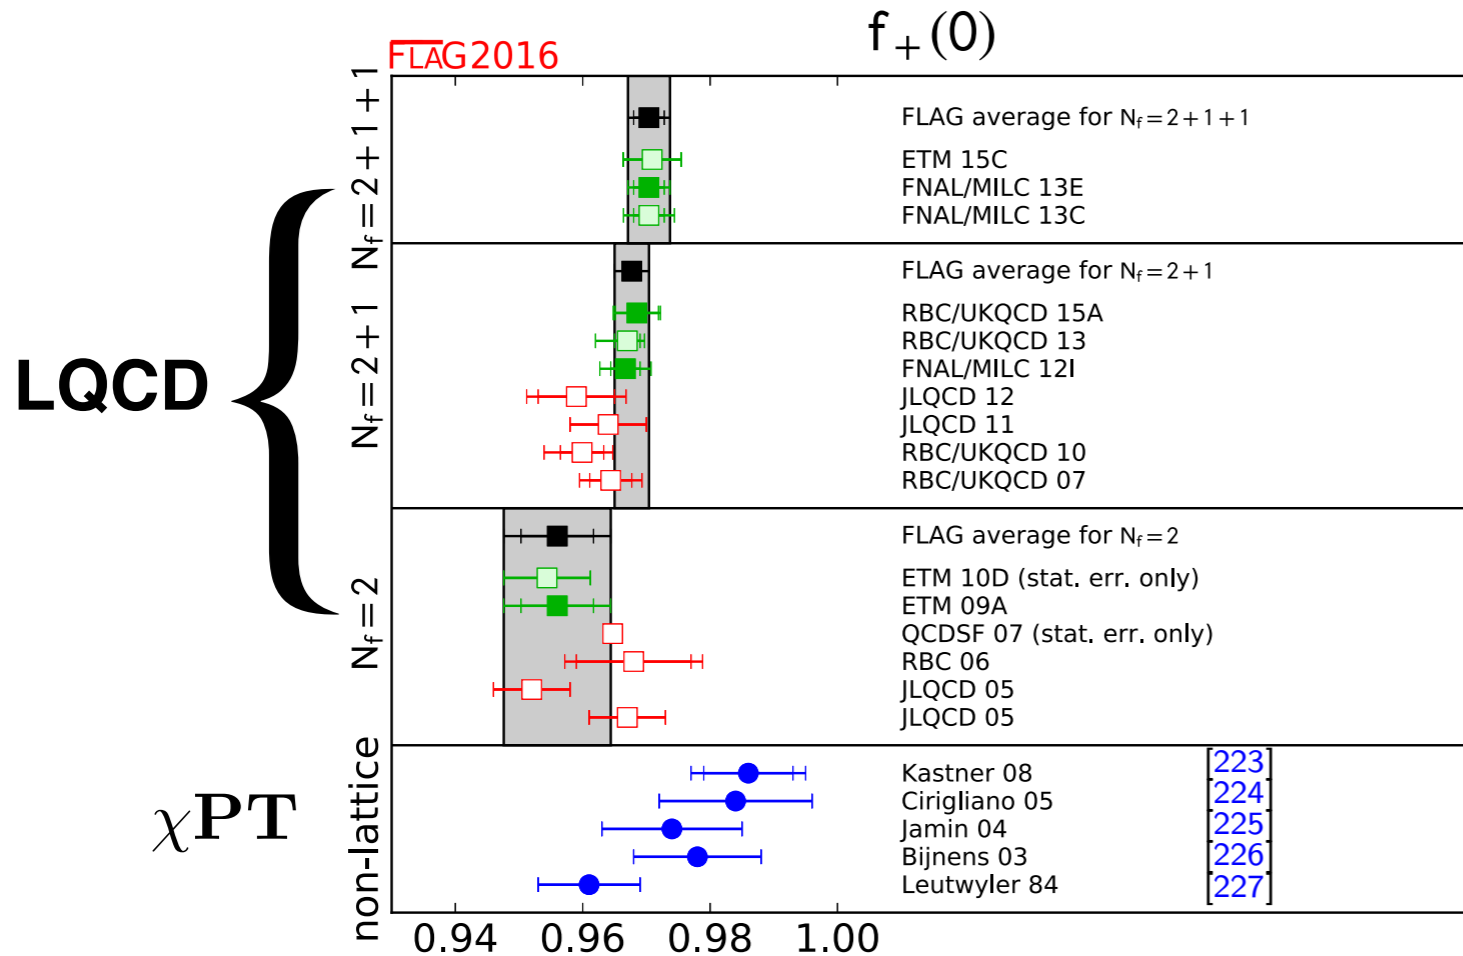 f+(0)
FLAG2016
LQCD
Nf=2+1+1
FLAG average for Nf=2+1+1
ETM 15C
FNAL/MILC 13E
FNAL/MILC 13C
Nf=2+1
FLAG average for Nf=2+1
RBC/UKQCD 15A
RBC/UKQCD 13
FNAL/MILC 12I
JLQCD 12
JLQCD 11
RBC/UKQCD 10
RBC/UKQCD 07
Nf=2
FLAG average for Nf=2
ETM 10D (stat. err. only)
ETM 09A
QCDSF 07 (stat. err. only)
RBC 06
JLQCD 05
JLQCD 05
χPT
non-lattice
Kastner 08 [223]
Cirigliano 05 [224]
Jamin 04 [225]
Bijnens 03 [226]
Leutwyler 84 [227]
0.94 0.96 0.98 1.00